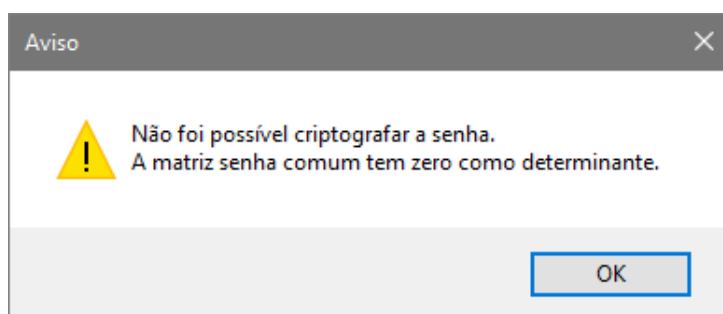 Aviso
Não foi possível criptografar a senha.
A matriz senha comum tem zero como determinante.
OK